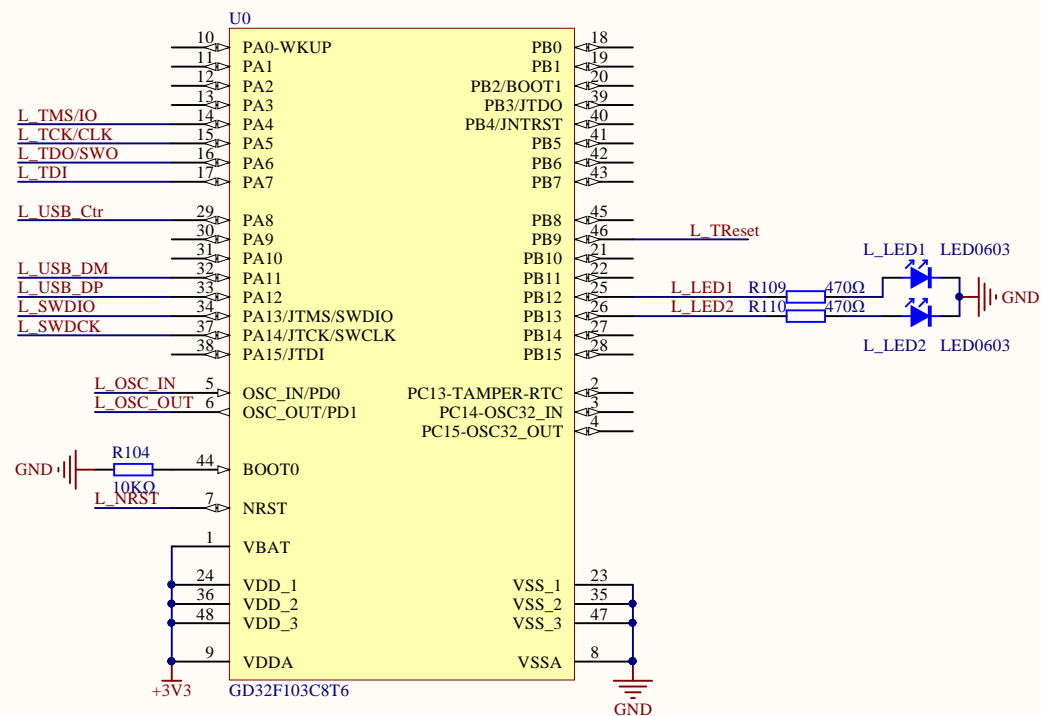 U0
10 PA0-WKUP PB0 18
11 PA1 PB1 19
12 PA2 PB2/BOOT1 20
13 PA3 PB3/JTDO 39
L_TMS/IO 14 PA4 PB4/JNTRST 40
L_TCK/CLK 15 PA5 PB5 41
L_TDO/SWO 16 PA6 PB6 42
L_TDI 17 PA7 PB7 43
L_USB_Ctr 29 PA8 PB8 45
30 PA9 PB9 46 L_TReset
31 PA10 PB10 21
L_LED1 LED0603
L_USB_DM 32 PA11 PB11 22
L_USB_DP 33 PA12 PB12 25 L_LED1 R109 470Ω GND
L_SWDIO 34 PA13/JTMS/SWDIO PB13 26 L_LED2 R110 470Ω
L_SWDCK 37 PA14/JTCK/SWCLK PB14 27
L_LED2 LED0603
38 PA15/JTDI PB15 28
L_OSC_IN 5 OSC_IN/PD0 PC13-TAMPER-RTC 2
L_OSC_OUT 6 OSC_OUT/PD1 PC14-OSC32_IN 3
PC15-OSC32_OUT 4
R104
GND 44 BOOT0
10KΩ
L_NRST 7 NRST
1 VBAT
24 VDD_1 VSS_1 23
36 VDD_2 VSS_2 35
48 VDD_3 VSS_3 47
9 VDDA VSSA 8
+3V3 GD32F103C8T6
GND